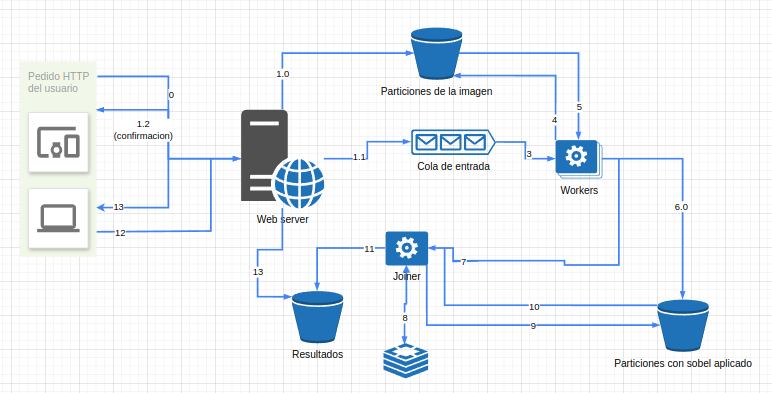 Pedido HTTP
del usuario
0
1.2
(confirmacion)
13
12
1.0
1.1
Web server
13
Particiones de la imagen
Cola de entrada
3
4
5
Workers
6.0
7
Joiner
11
8
10
9
Resultados
Particiones con sobel aplicado